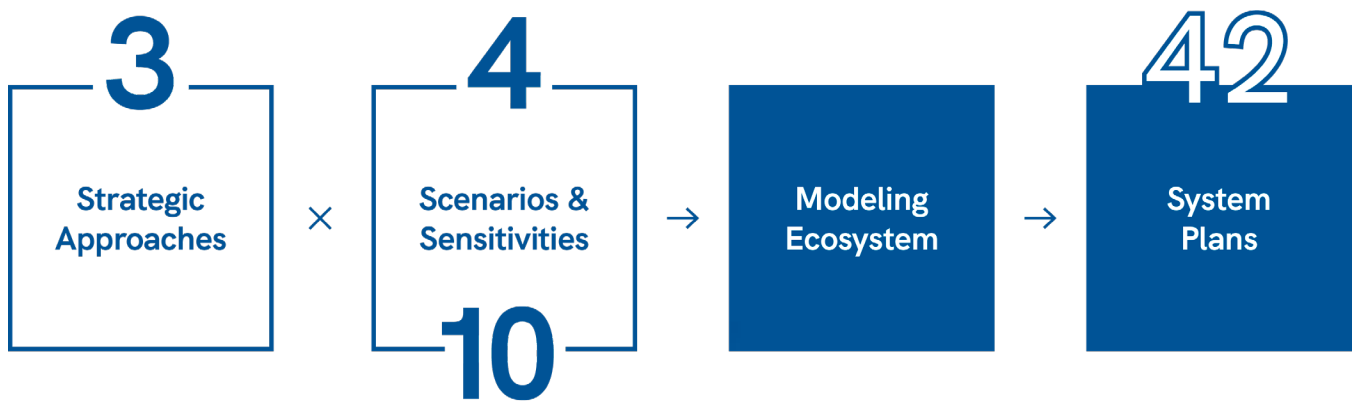 3
Strategic
Approaches
×
4
Scenarios &
Sensitivities
10
→
Modeling
Ecosystem
→
42
System
Plans